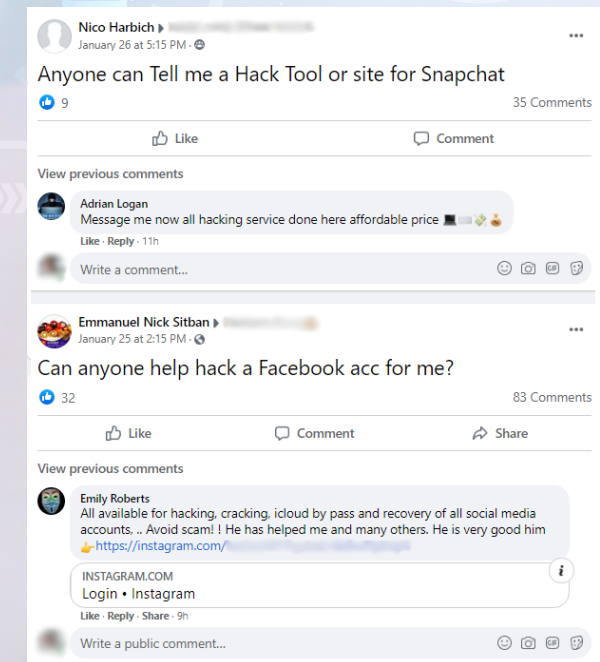 Nico Harbich
January 26 at 5:15 PM ·
Anyone can Tell me a Hack Tool or site for Snapchat
9 35 Comments
Like Comment
View previous comments
Adrian Logan
Message me now all hacking service done here affordable price
Like · Reply · 11h
Write a comment...
GIF
Emmanuel Nick Sitban
January 25 at 2:15 PM ·
Can anyone help hack a Facebook acc for me?
32 83 Comments
Like Comment Share
View previous comments
Emily Roberts
All available for hacking, cracking, icloud by pass and recovery of all social media
accounts, .. Avoid scam! ! He has helped me and many others. He is very good him
https://instagram.com/
INSTAGRAM.COM
Login • Instagram
i
Like · Reply · Share · 9h
Write a public comment...
GIF